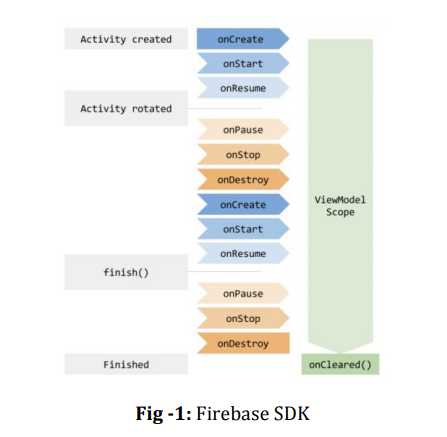 Activity created
onCreate
onStart
onResume
Activity rotated
onPause
onStop
onDestroy
onCreate
ViewModel
Scope
onStart
onResume
finish()
onPause
onStop
onDestroy
Finished
onCleared()
Fig -1: Firebase SDK